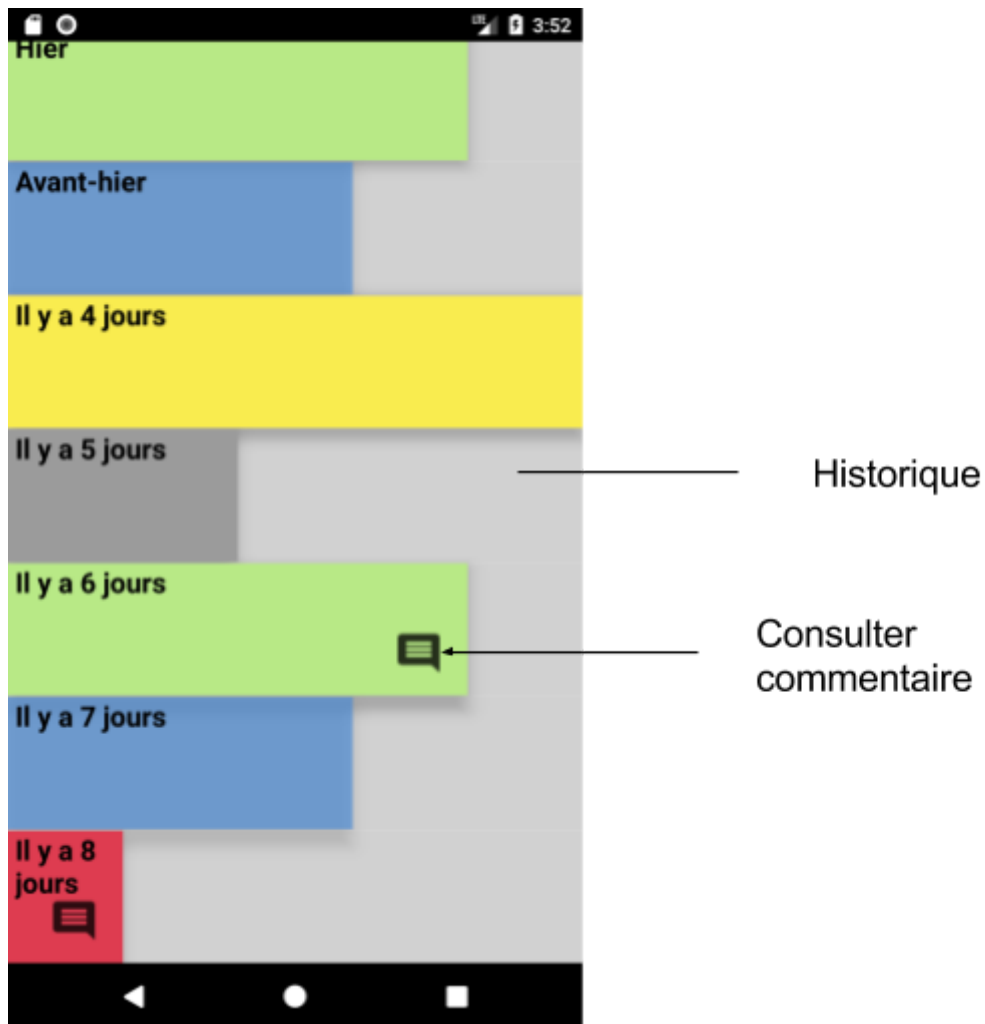 LTE 3:52
Hier
Avant-hier
Il y a 4 jours
Il y a 5 jours
Historique
Il y a 6 jours
Consulter
commentaire
Il y a 7 jours
Il y a 8
jours